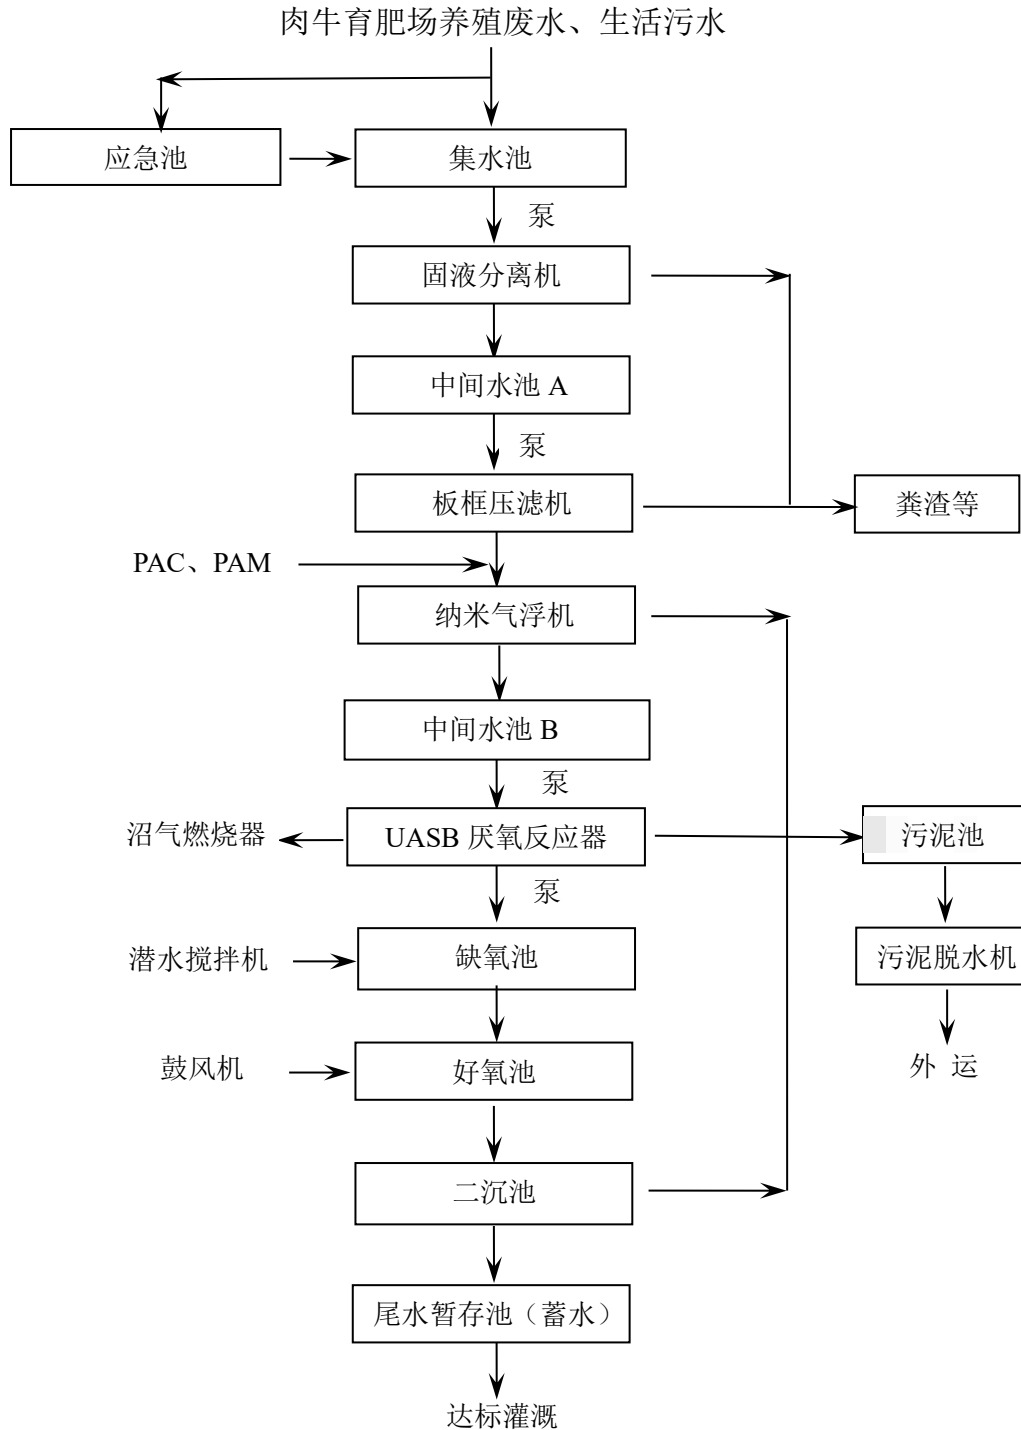 肉牛育肥场养殖废水、生活污水
应急池
集水池
泵
固液分离机
中间水池 A
泵
板框压滤机
粪渣等
PAC、PAM
纳米气浮机
中间水池 B
泵
沼气燃烧器
UASB 厌氧反应器
污泥池
泵
潜水搅拌机
缺氧池
污泥脱水机
鼓风机
好氧池
外 运
二沉池
尾水暂存池（蓄水）
达标灌溉